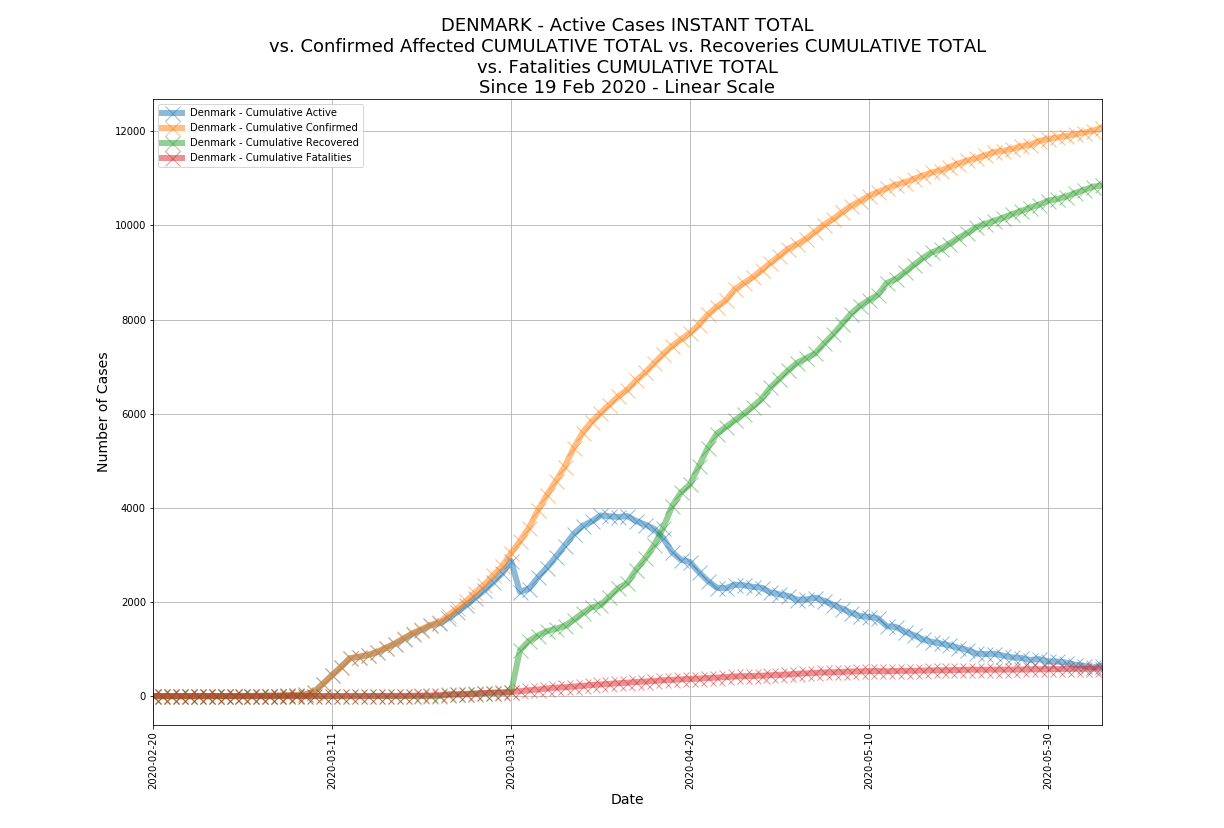 DENMARK - Active Cases INSTANT TOTAL
vs. Confirmed Affected CUMULATIVE TOTAL vs. Recoveries CUMULATIVE TOTAL
vs. Fatalities CUMULATIVE TOTAL
Since 19 Feb 2020 - Linear Scale
Denmark - Cumulative Active
Denmark - Cumulative Confirmed
Denmark - Cumulative Recovered
Denmark - Cumulative Fatalities
Number of Cases
12000
10000
8000
6000
4000
2000
0
2020-02-20
2020-03-11
2020-03-31
2020-04-20
2020-05-10
2020-05-30
Date